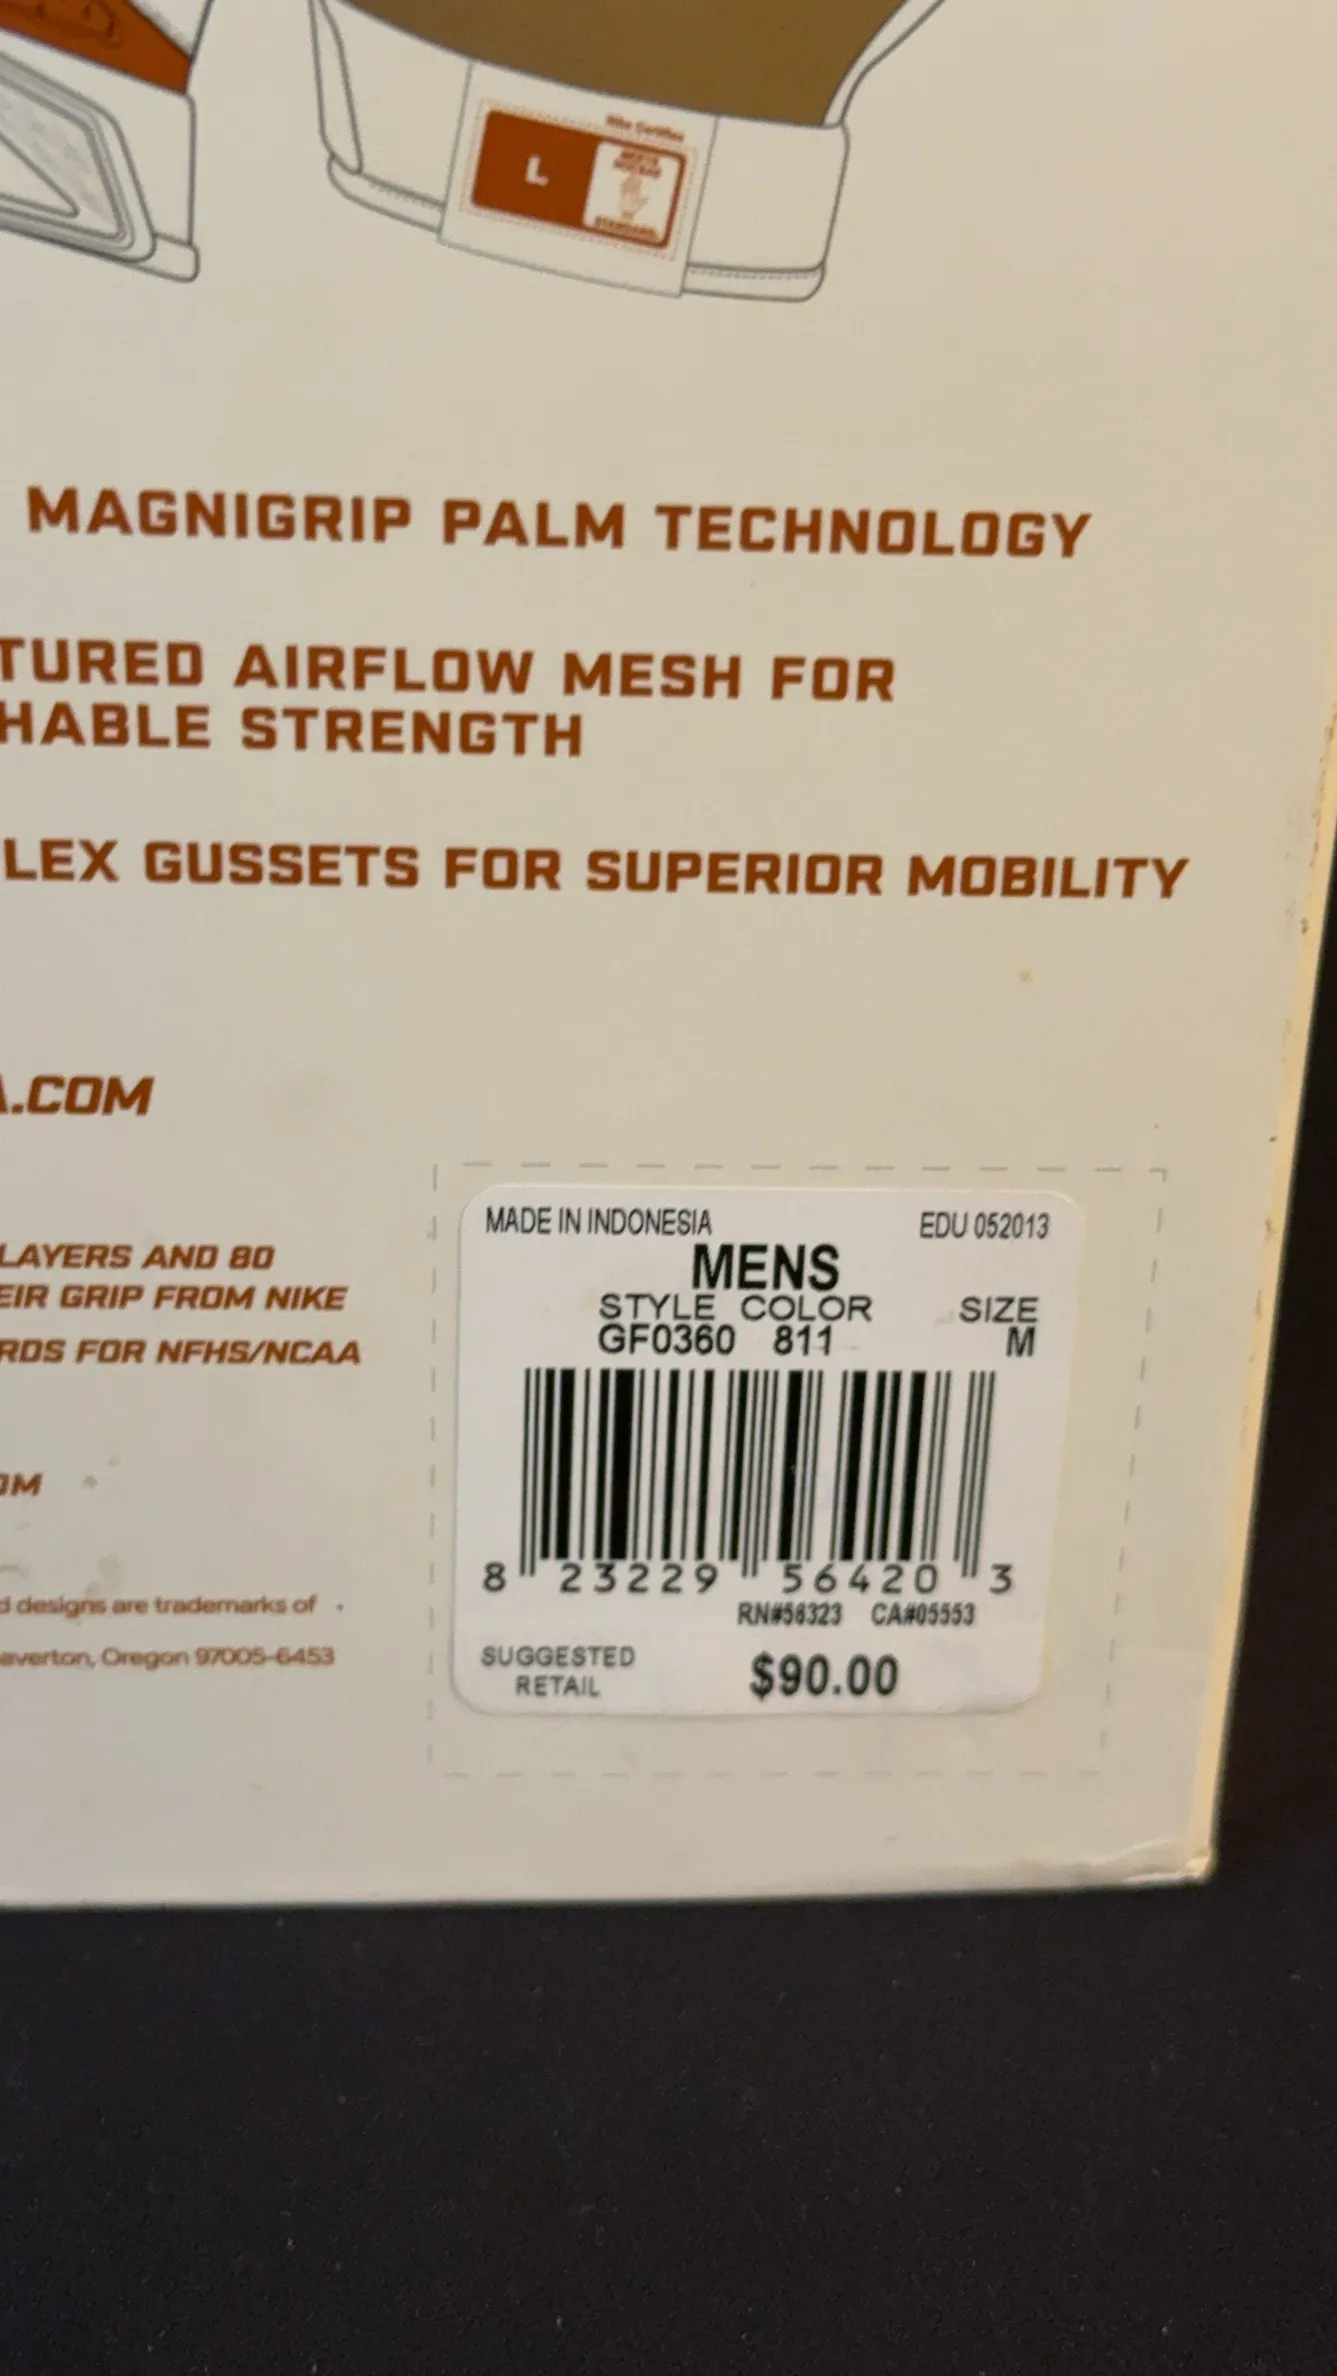 L
MAGNIGRIP PALM TECHNOLOGY
TURED AIRFLOW MESH FOR
HABLE STRENGTH
LEX GUSSETS FOR SUPERIOR MOBILITY
A.COM
LAYERS AND 80
EIR GRIP FROM NIKE
RDS FOR NFHS/NCAA
OM
d designs are trademarks of
averton, Oregon 97005-6453
MADE IN INDONESIA EDU 052013
MENS
STYLE COLOR SIZE
GF0360 811 M
8 23229 56420 3
RN#56323 CA#05553
SUGGESTED
RETAIL $90.00